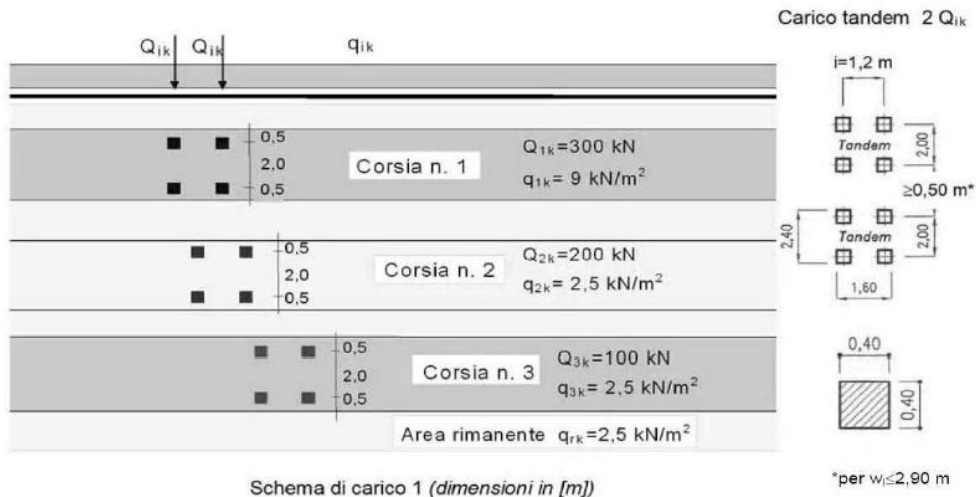 Carico tandem 2 Qik
Qik
Qik
qik
i=1,2 m
0,5
2,0
0,5
Corsia n. 1
Q1k=300 kN
q1k= 9 kN/m²
Tandem
2,00
≥0,50 m*
0,5
2,0
0,5
Corsia n. 2
Q2k=200 kN
q2k= 2,5 kN/m²
2,40
Tandem
2,00
1,60
0,5
2,0
0,5
Corsia n. 3
Q3k=100 kN
q3k= 2,5 kN/m²
0,40
0,40
Area rimanente qrk=2,5 kN/m²
Schema di carico 1 (dimensioni in [m])
*per wl≤2,90 m